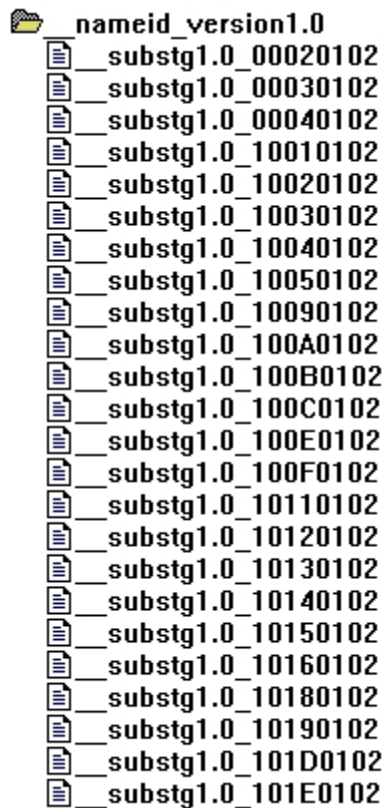 __nameid_version1.0
__substg1.0_00020102
__substg1.0_00030102
__substg1.0_00040102
__substg1.0_10010102
__substg1.0_10020102
__substg1.0_10030102
__substg1.0_10040102
__substg1.0_10050102
__substg1.0_10090102
__substg1.0_100A0102
__substg1.0_100B0102
__substg1.0_100C0102
__substg1.0_100E0102
__substg1.0_100F0102
__substg1.0_10110102
__substg1.0_10120102
__substg1.0_10130102
__substg1.0_10140102
__substg1.0_10150102
__substg1.0_10160102
__substg1.0_10180102
__substg1.0_10190102
__substg1.0_101D0102
__substg1.0_101E0102